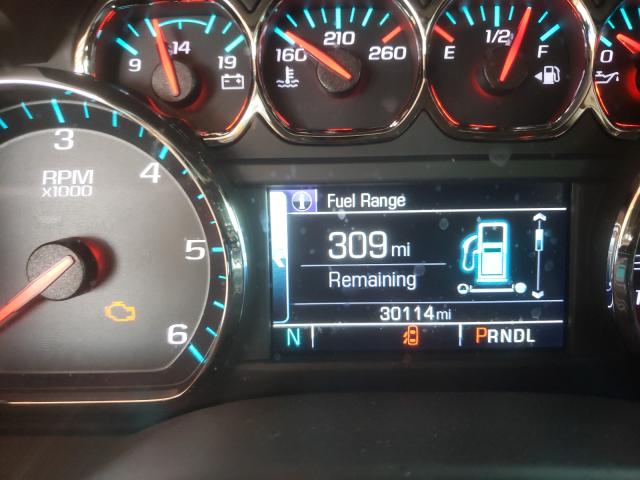 9 14 19
160 210 260
E 1/2 F
0
3
4
5
6
RPM
x1000
Fuel Range
309 mi
Remaining
30114 mi
N
PRNDL